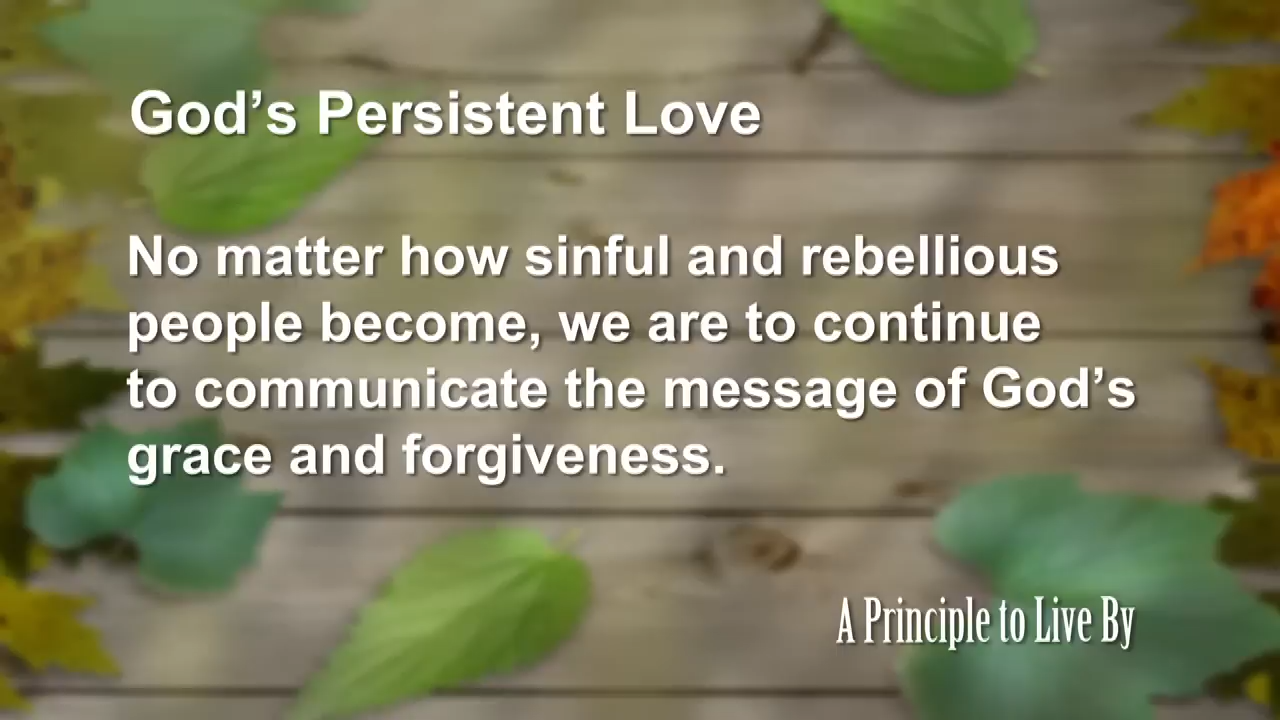 God’s Persistent Love
No matter how sinful and rebellious
people become, we are to continue
to communicate the message of God’s
grace and forgiveness.
A Principle to Live By